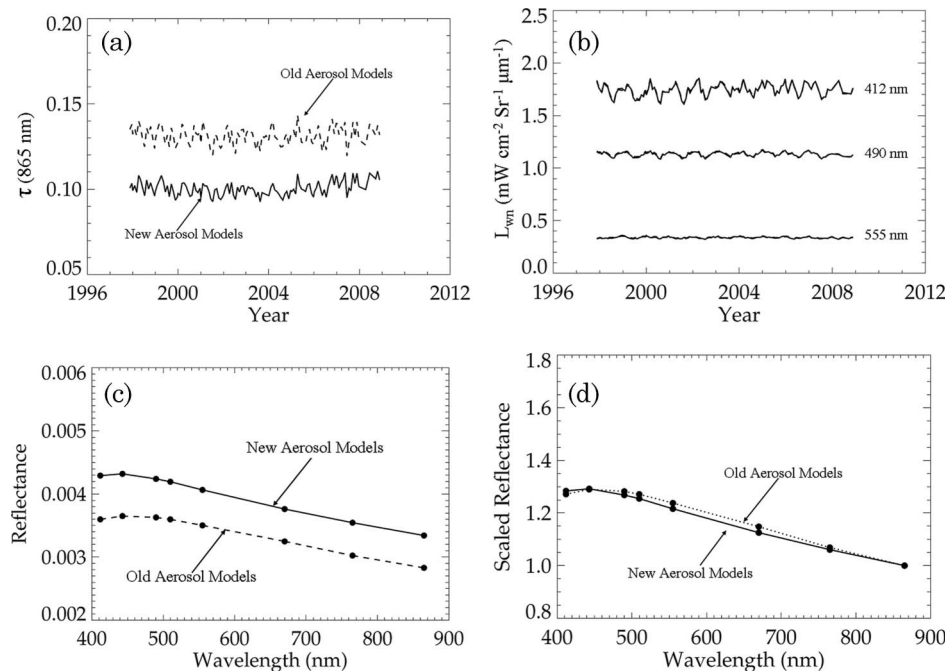 (a)
0.20
0.15
0.10
0.05
τ (865 nm)
Old Aerosol Models
New Aerosol Models
1996 2000 2004 2008 2012
Year
(b)
2.5
2.0
1.5
1.0
0.5
0.0
Lwn (mW cm-2 Sr-1 µm-1)
412 nm
490 nm
555 nm
1996 2000 2004 2008 2012
Year
(c)
0.006
0.005
0.004
0.003
0.002
Reflectance
New Aerosol Models
Old Aerosol Models
400 500 600 700 800 900
Wavelength (nm)
(d)
1.8
1.6
1.4
1.2
1.0
0.8
Scaled Reflectance
Old Aerosol Models
New Aerosol Models
400 500 600 700 800 900
Wavelength (nm)